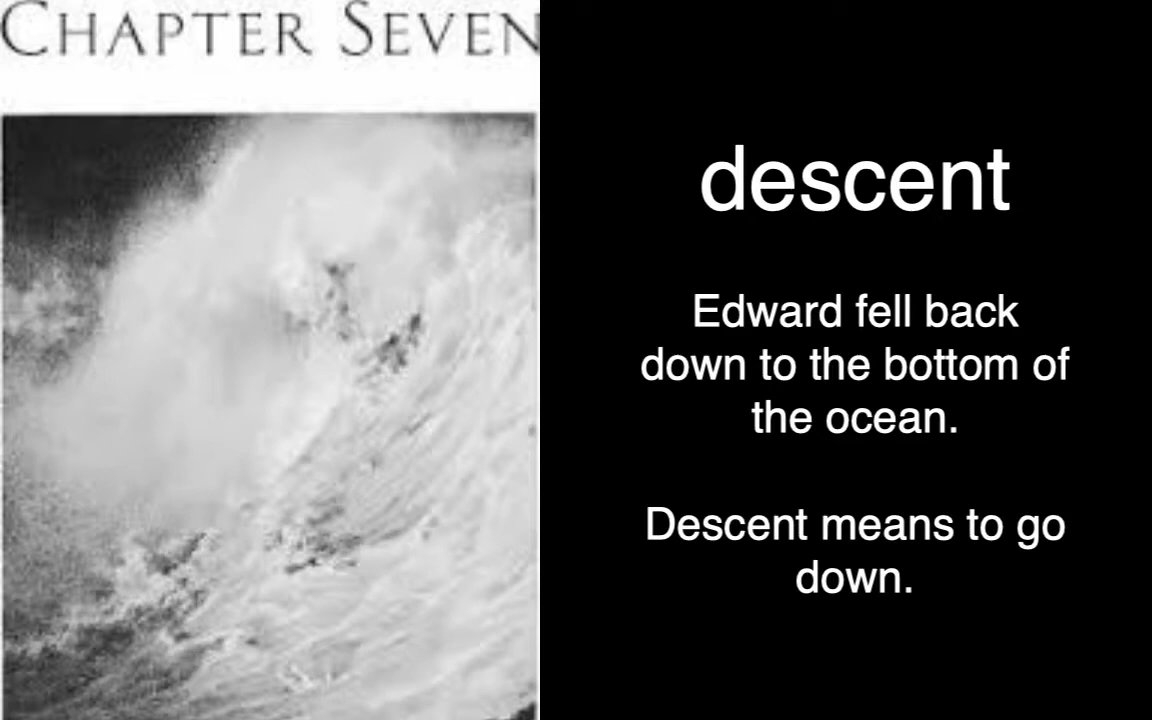 CHAPTER SEVEN
descent
Edward fell back
down to the bottom of
the ocean.
Descent means to go
down.